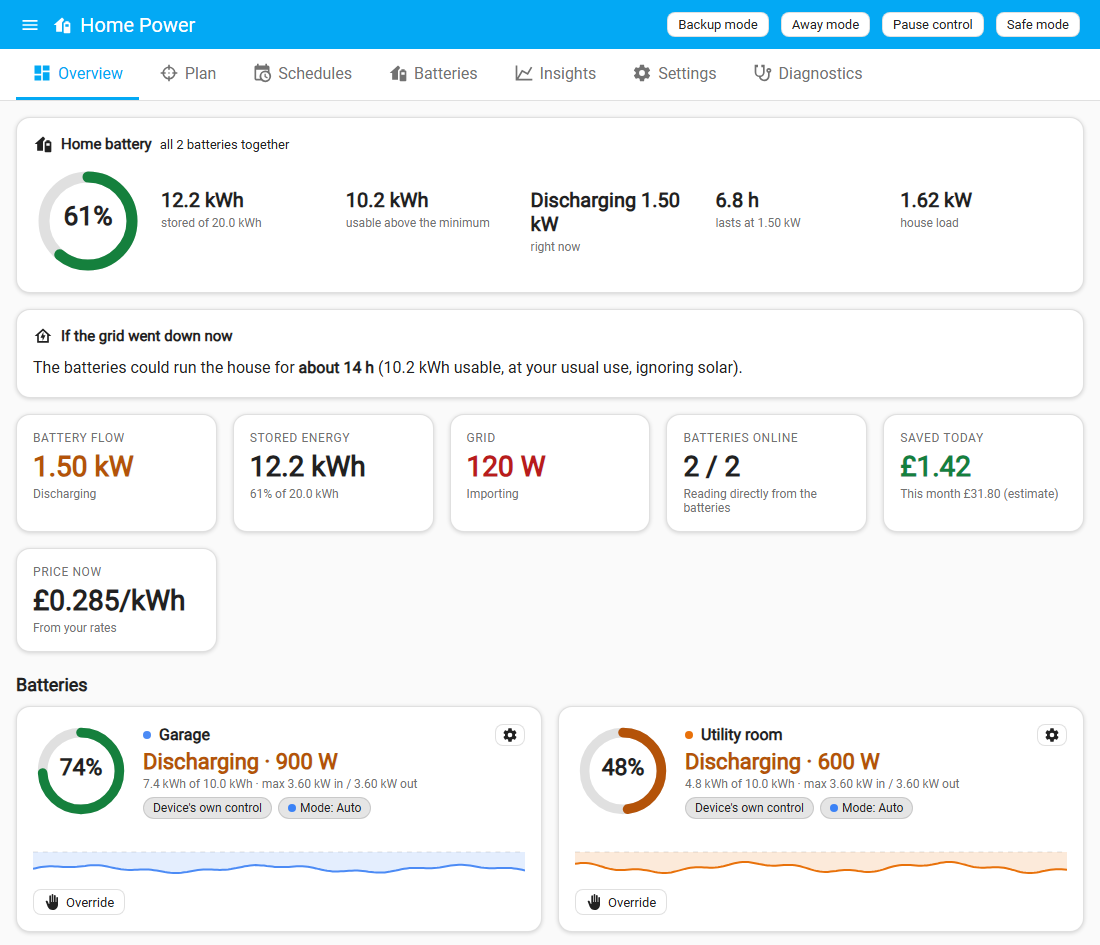 Home Power
Backup mode
Away mode
Pause control
Safe mode
Overview
Plan
Schedules
Batteries
Insights
Settings
Diagnostics
Home battery all 2 batteries together
61%
12.2 kWh
stored of 20.0 kWh
10.2 kWh
usable above the minimum
Discharging 1.50
kW
right now
6.8 h
lasts at 1.50 kW
1.62 kW
house load
If the grid went down now
The batteries could run the house for about 14 h (10.2 kWh usable, at your usual use, ignoring solar).
BATTERY FLOW
1.50 kW
Discharging
STORED ENERGY
12.2 kWh
61% of 20.0 kWh
GRID
120 W
Importing
BATTERIES ONLINE
2 / 2
Reading directly from the
batteries
SAVED TODAY
£1.42
This month £31.80 (estimate)
PRICE NOW
£0.285/kWh
From your rates
Batteries
74%
Garage
Discharging · 900 W
7.4 kWh of 10.0 kWh · max 3.60 kW in / 3.60 kW out
Device's own control
Mode: Auto
Override
48%
Utility room
Discharging · 600 W
4.8 kWh of 10.0 kWh · max 3.60 kW in / 3.60 kW out
Device's own control
Mode: Auto
Override